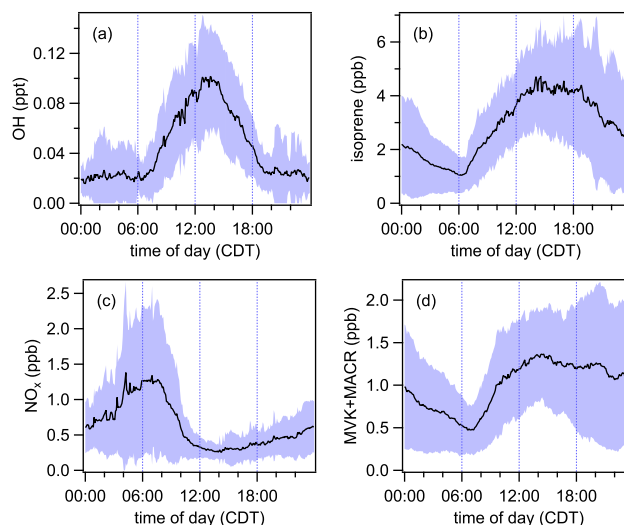 (a)
OH (ppt)
0.12
0.08
0.04
0.00
00:00 06:00 12:00 18:00
time of day (CDT)
(b)
isoprene (ppb)
6
4
2
0
00:00 06:00 12:00 18:00
time of day (CDT)
(c)
NOx (ppb)
2.5
2.0
1.5
1.0
0.5
0.0
00:00 06:00 12:00 18:00
time of day (CDT)
(d)
MVK+MACR (ppb)
2.0
1.5
1.0
0.5
0.0
00:00 06:00 12:00 18:00
time of day (CDT)